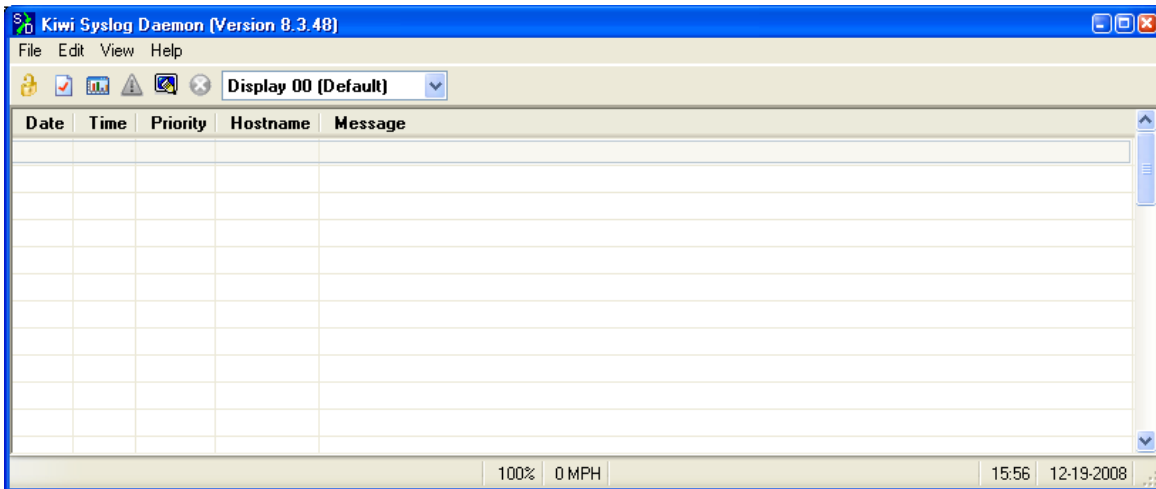 Kiwi Syslog Daemon (Version 8.3.48)
File Edit View Help
Display 00 (Default)
Date Time Priority Hostname Message
100% 0 MPH 15:56 12-19-2008